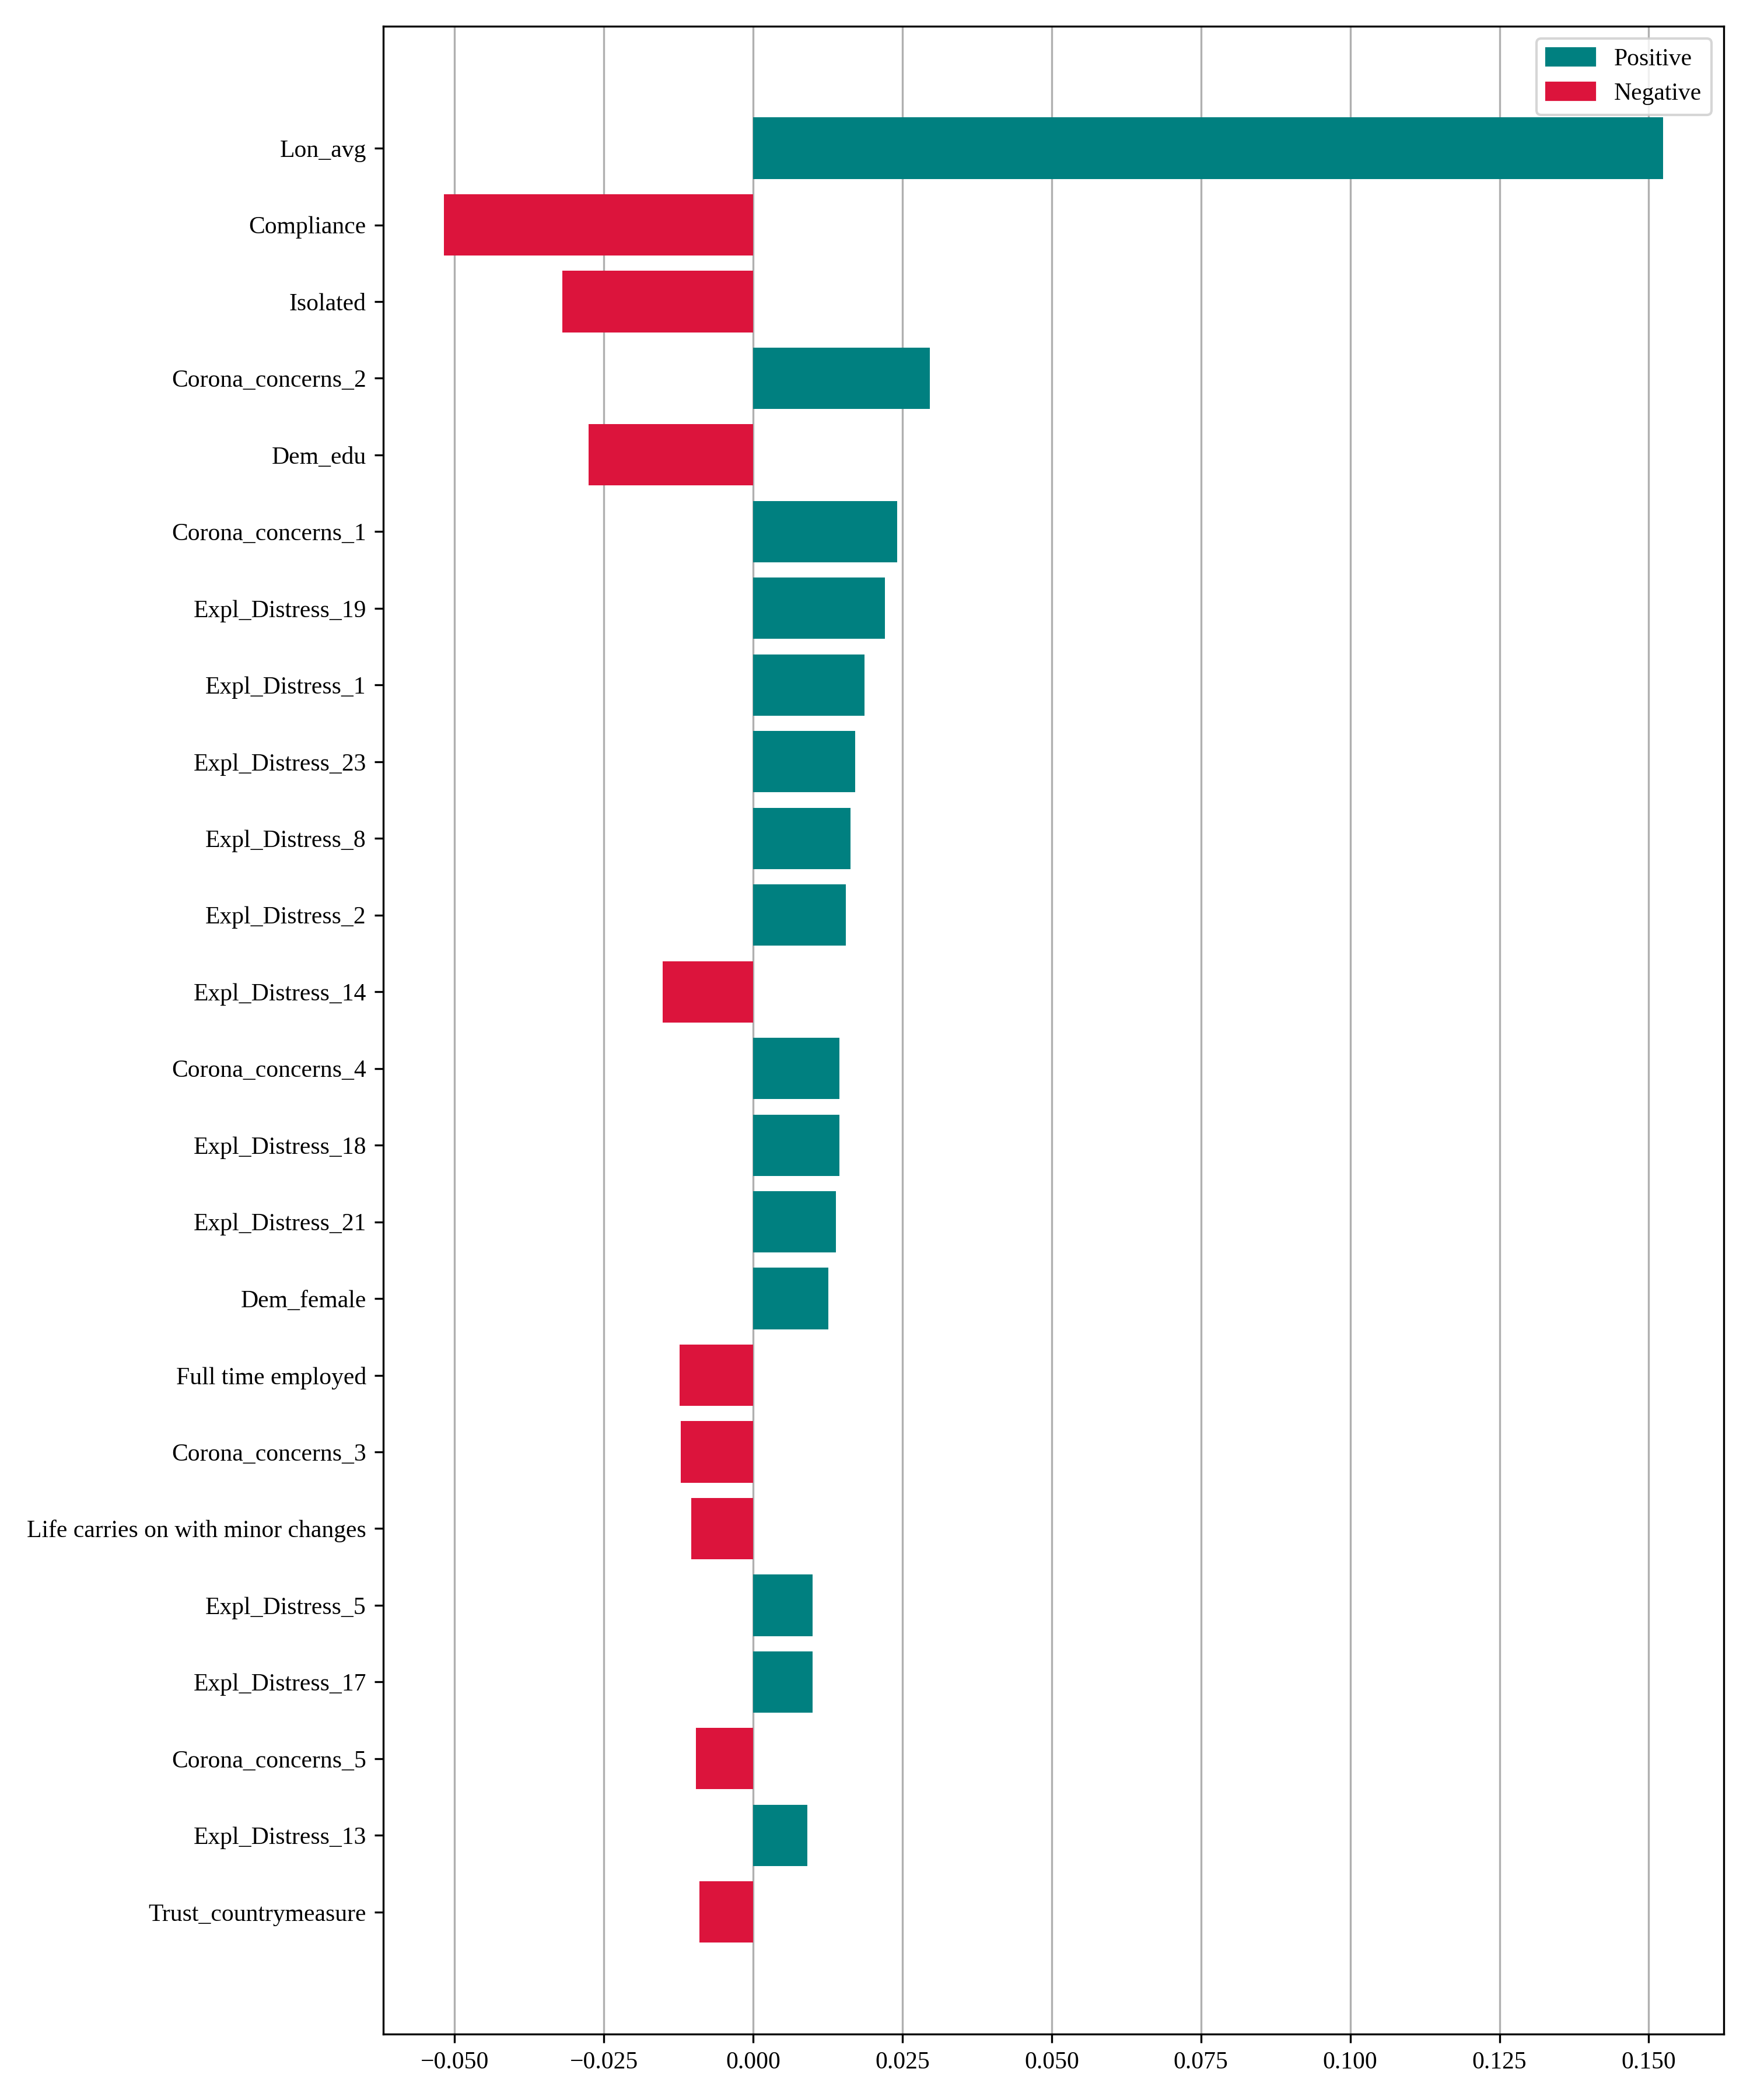 Positive
Negative
Lon_avg
Compliance
Isolated
Corona_concerns_2
Dem_edu
Corona_concerns_1
Expl_Distress_19
Expl_Distress_1
Expl_Distress_23
Expl_Distress_8
Expl_Distress_2
Expl_Distress_14
Corona_concerns_4
Expl_Distress_18
Expl_Distress_21
Dem_female
Full time employed
Corona_concerns_3
Life carries on with minor changes
Expl_Distress_5
Expl_Distress_17
Corona_concerns_5
Expl_Distress_13
Trust_countrymeasure
−0.050 −0.025 0.000 0.025 0.050 0.075 0.100 0.125 0.150